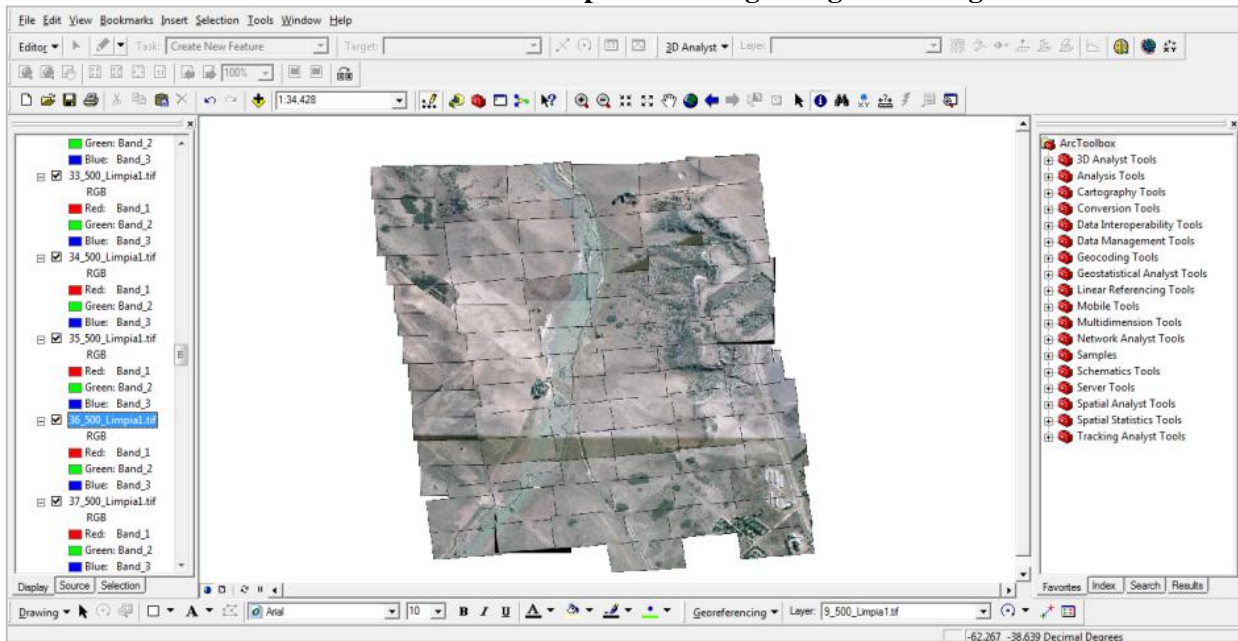 File Edit View Bookmarks Insert Selection Tools Window Help
Editor Task: Create New Feature Target: 3D Analyst Layer:
100%
1:34,428
Green: Band_2
Blue: Band_3
33_500_Limpia1.tif
RGB
Red: Band_1
Green: Band_2
Blue: Band_3
34_500_Limpia1.tif
RGB
Red: Band_1
Green: Band_2
Blue: Band_3
35_500_Limpia1.tif
RGB
Red: Band_1
Green: Band_2
Blue: Band_3
36_500_Limpia1.tif
RGB
Red: Band_1
Green: Band_2
Blue: Band_3
37_500_Limpia1.tif
RGB
Red: Band_1
Green: Band_2
Blue: Band_3
Display Source Selection
ArcToolbox
3D Analyst Tools
Analysis Tools
Cartography Tools
Conversion Tools
Data Interoperability Tools
Data Management Tools
Geocoding Tools
Geostatistical Analyst Tools
Linear Referencing Tools
Mobile Tools
Multidimension Tools
Network Analyst Tools
Samples
Schematics Tools
Server Tools
Spatial Analyst Tools
Spatial Statistics Tools
Tracking Analyst Tools
Favorites Index Search Results
Drawing A Arial 10 B I U A Georeferencing Layer: 9_500_Limpia1.tif
-62.267 -38.639 Decimal Degrees